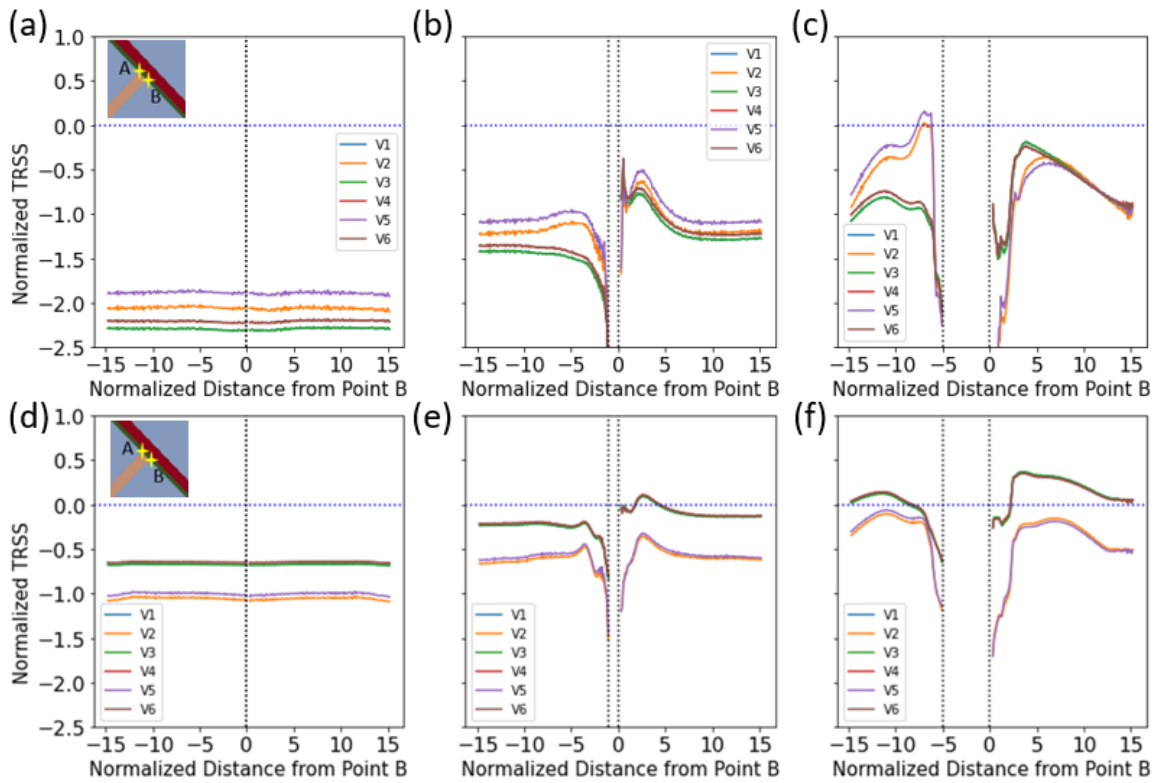 (a)
1.0
0.5
0.0
−0.5
−1.0
−1.5
−2.0
−2.5
Normalized TRSS
A
B
V1
V2
V3
V4
V5
V6
−15 −10 −5 0 5 10 15
Normalized Distance from Point B
(b)
V1
V2
V3
V4
V5
V6
−15 −10 −5 0 5 10 15
Normalized Distance from Point B
(c)
V1
V2
V3
V4
V5
V6
−15 −10 −5 0 5 10 15
Normalized Distance from Point B
(d)
1.0
0.5
0.0
−0.5
−1.0
−1.5
−2.0
−2.5
Normalized TRSS
A
B
V1
V2
V3
V4
V5
V6
−15 −10 −5 0 5 10 15
Normalized Distance from Point B
(e)
V1
V2
V3
V4
V5
V6
−15 −10 −5 0 5 10 15
Normalized Distance from Point B
(f)
V1
V2
V3
V4
V5
V6
−15 −10 −5 0 5 10 15
Normalized Distance from Point B